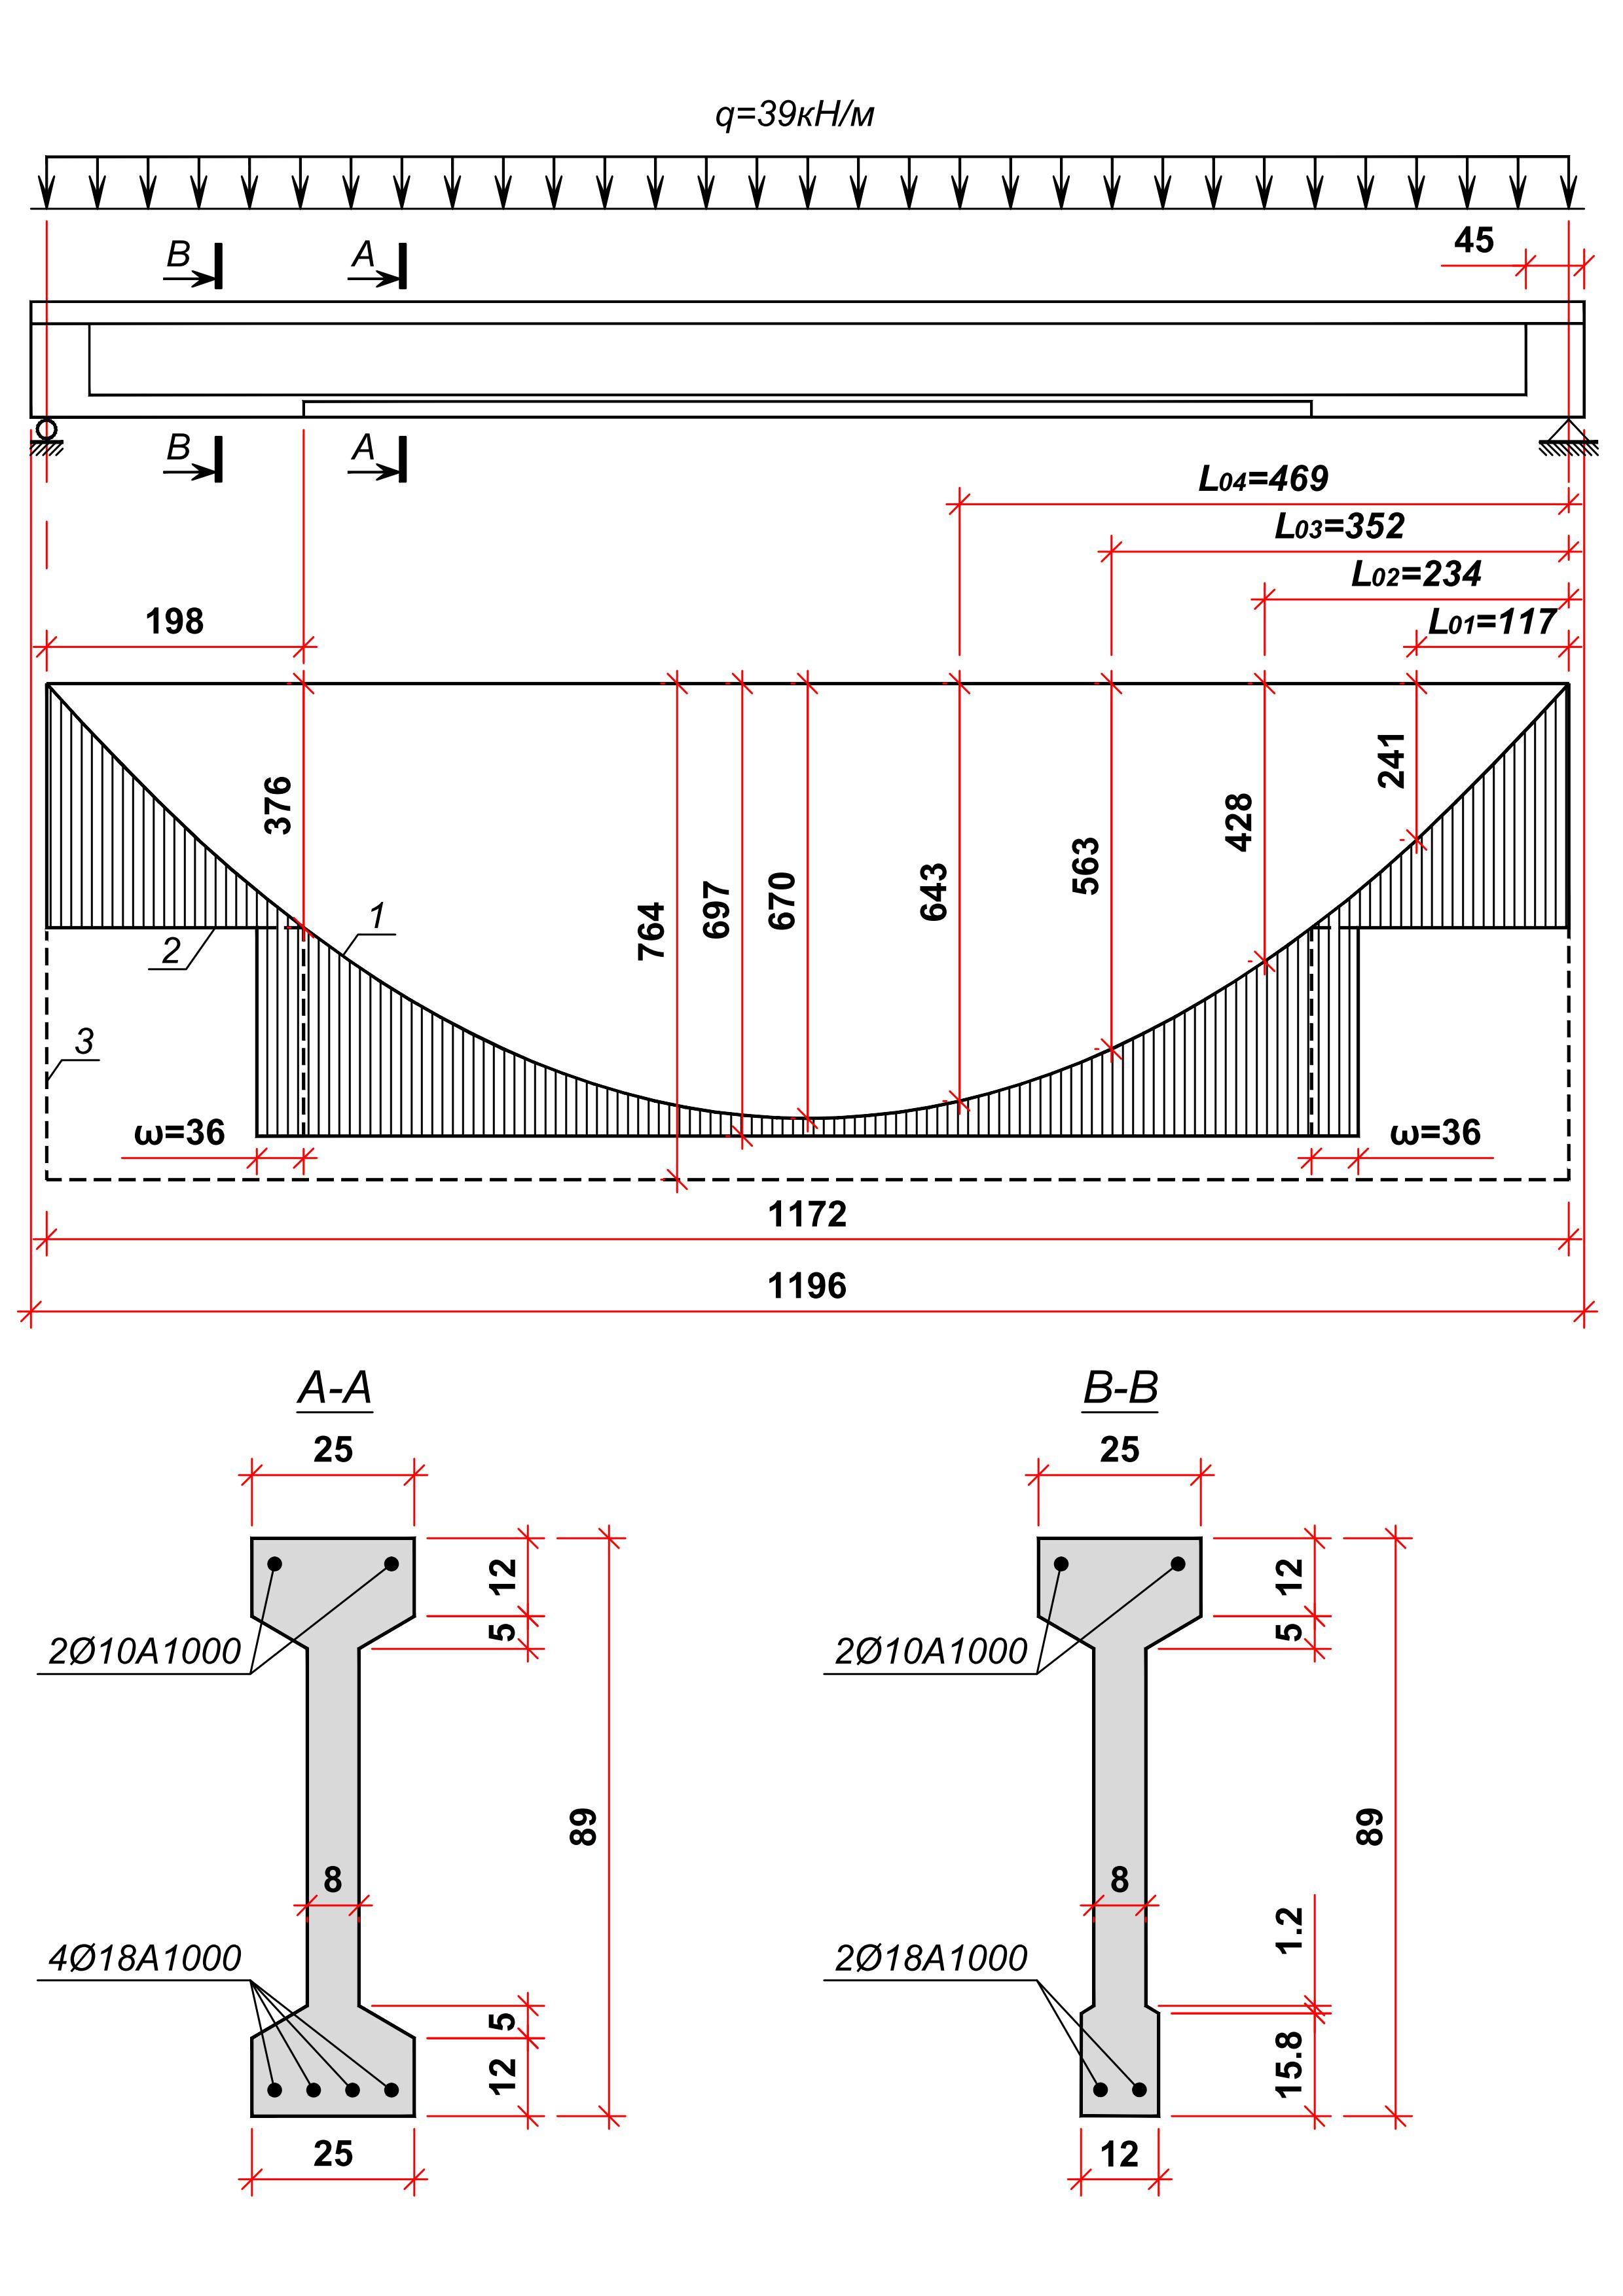 q=39кН/м
45
B
A
B
A
L04=469
L03=352
L02=234
L01=117
198
376
764
697
670
643
563
428
241
1
2
3
ω=36
ω=36
1172
1196
A-A
B-B
25
25
12
5
2Ø10A1000
89
8
4Ø18A1000
5
12
25
12
5
2Ø10A1000
89
8
1.2
2Ø18A1000
15.8
12